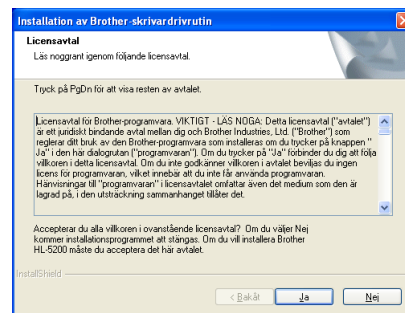 Installation av Brother-skrivardrivrutin
Licensavtal
Läs noggrant igenom följande licensavtal.
Tryck på PgDn för att visa resten av avtalet.
Licensavtal för Brother-programvara. VIKTIGT - LÄS NOGA: Detta licensavtal ("avtalet")
är ett juridiskt bindande avtal mellan dig och Brother Industries, Ltd. ("Brother") som
reglerar ditt bruk av den Brother-programvara som installeras om du trycker på knappen "
Ja" i den här dialogrutan ("programvaran"). Om du trycker på "Ja" förbinder du dig att följa
villkoren i detta licensavtal. Om du inte godkänner villkoren i avtalet beviljas du ingen
licens för programvaran, vilket innebär att du inte får använda programvaran.
Hänvisningar till "programvaran" i licensavtalet omfattar även det medium som den är
lagrad på, i den utsträckning sammanhanget tillåter det.
Accepterar du alla villkoren i ovanstående licensavtal? Om du väljer Nej
kommer installationsprogrammet att stängas. Om du vill installera Brother
HL-5200 måste du acceptera det här avtalet.
InstallShield
< Bakåt Ja Nej